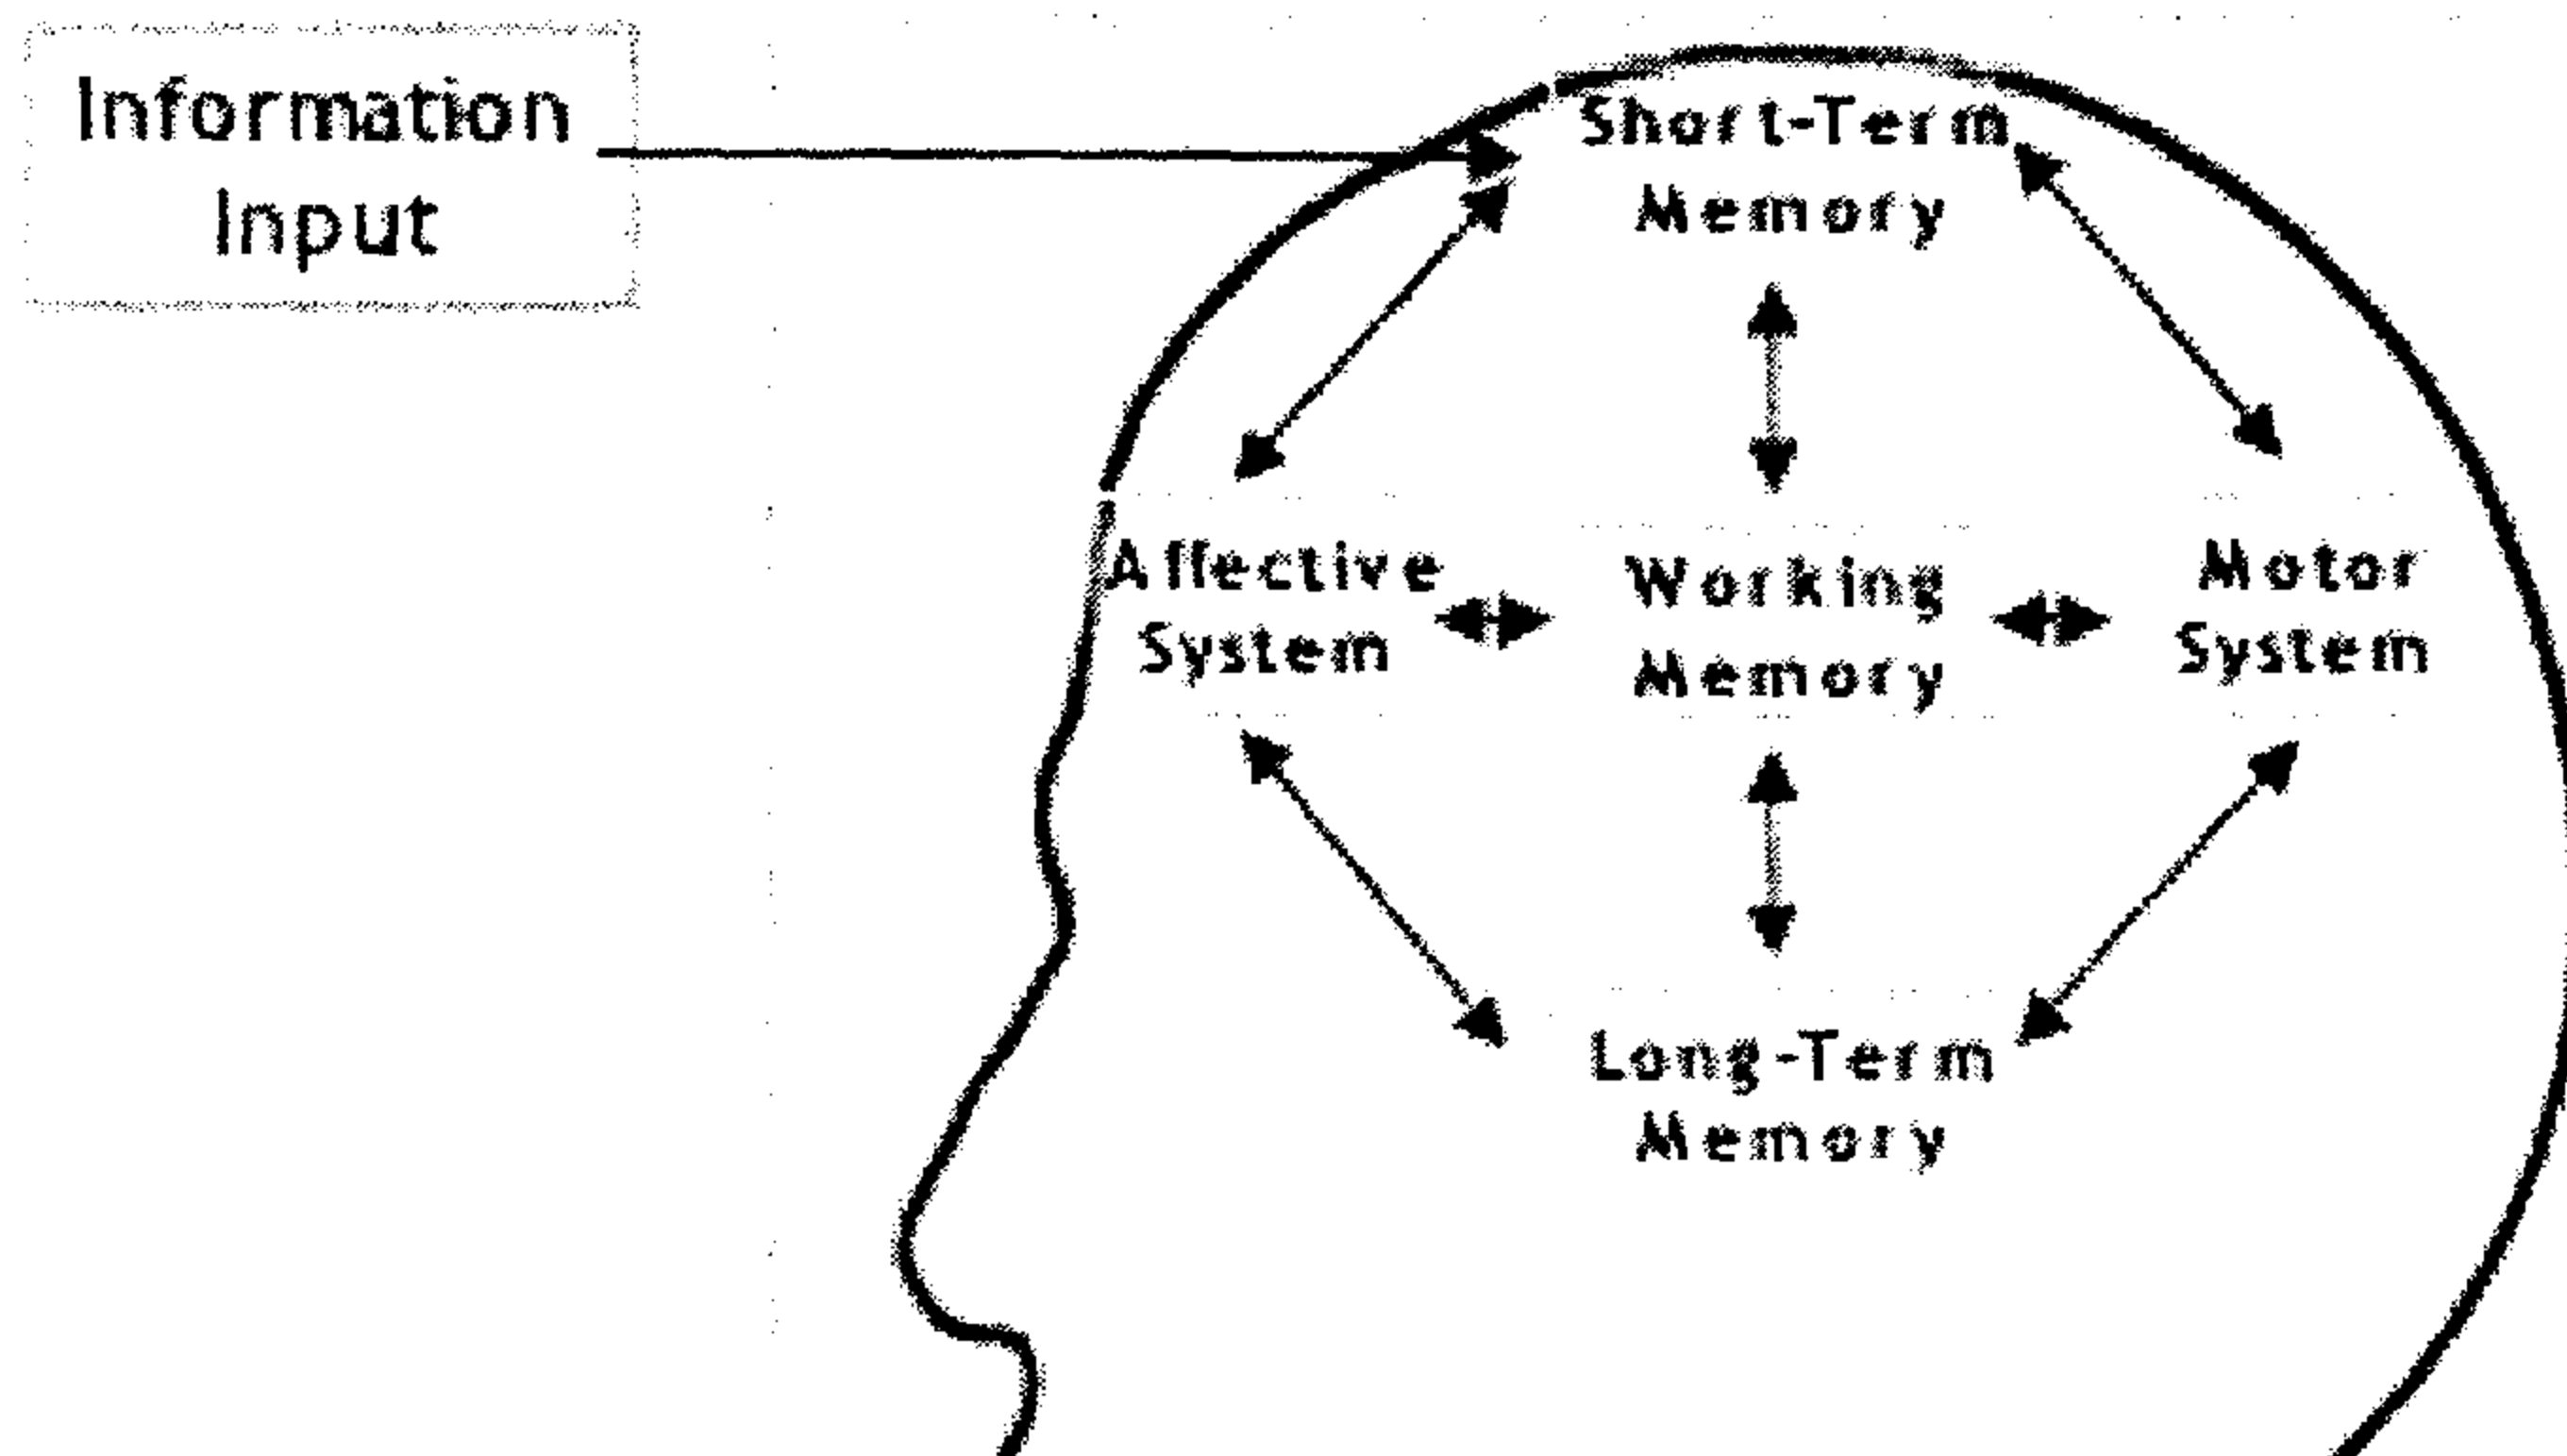 Information
Input
Short-Term
Memory
Affective
System
Working
Memory
Motor
System
Long-Term
Memory